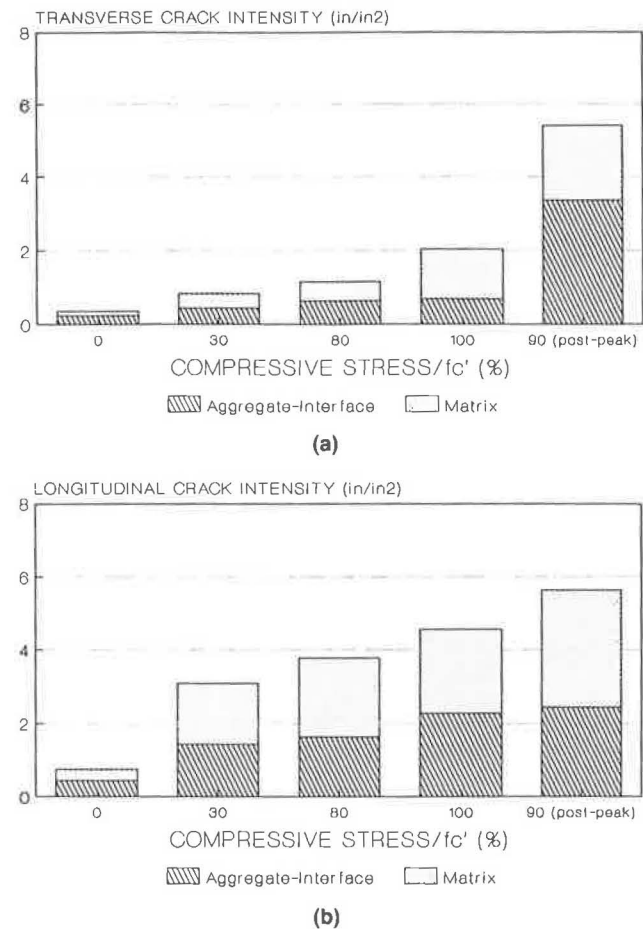 TRANSVERSE CRACK INTENSITY (in/in2)
8
6
4
2
0
0 30 80 100 90 (post-peak)
COMPRESSIVE STRESS/fc' (%)
Aggregate-Interface Matrix
(a)
LONGITUDINAL CRACK INTENSITY (in/in2)
8
6
4
2
0
0 30 80 100 90 (post-peak)
COMPRESSIVE STRESS/fc' (%)
Aggregate-Interface Matrix
(b)